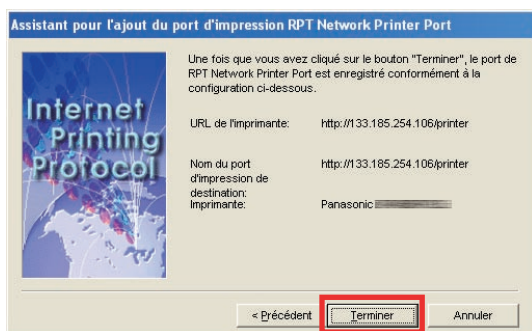 Assistant pour l'ajout du port d'impression RPT Network Printer Port
Internet
Printing
Protocol
Une fois que vous avez cliqué sur le bouton "Terminer", le port de
RPT Network Printer Port est enregistré conformément à la
configuration ci-dessous.
URL de l'imprimante: http://133.185.254.106/printer
Nom du port http://133.185.254.106/printer
d'impression de
destination:
Imprimante: Panasonic
< Précédent Terminer Annuler